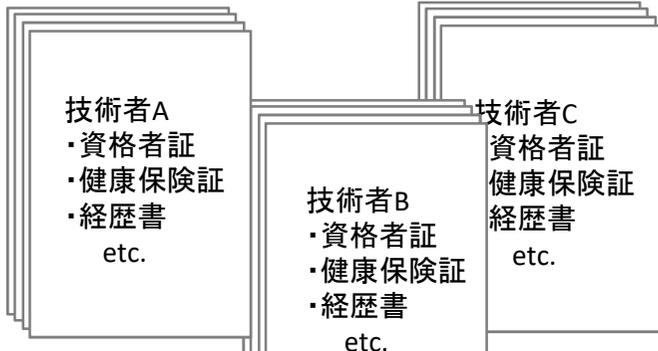 技術者A
・資格者証
・健康保険証
・経歴書
etc.
技術者B
・資格者証
・健康保険証
・経歴書
etc.
技術者C
資格者証
健康保険証
経歴書
etc.